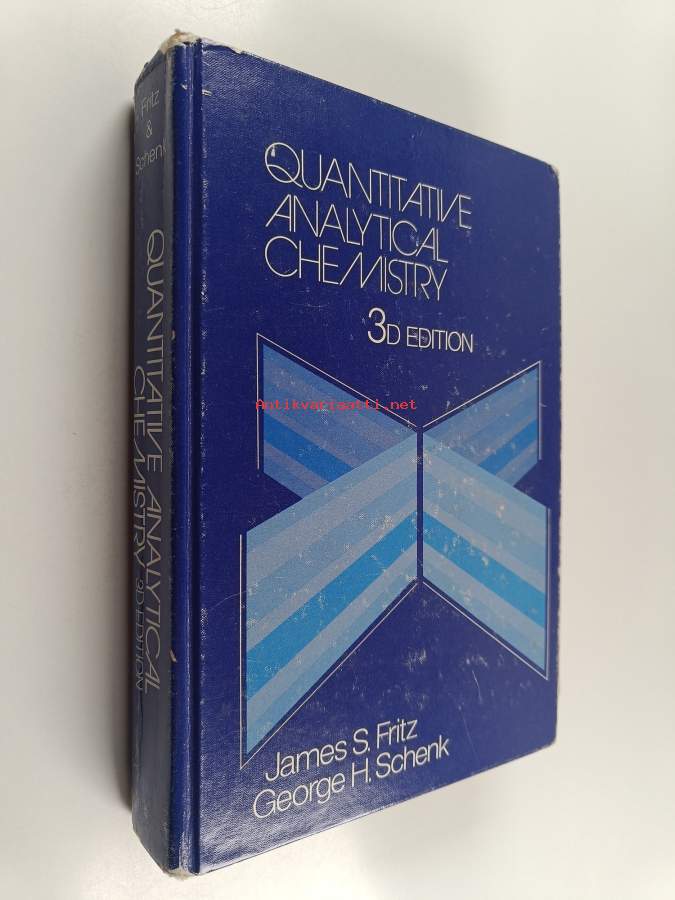 QUANTITATIVE
ANALYTICAL
CHEMISTRY
3D EDITION
Antikvariaatti.net
James S. Fritz
George H. Schenk
Fritz
&
Schenk
QUANTITATIVE ANALYTICAL
CHEMISTRY 3D EDITION